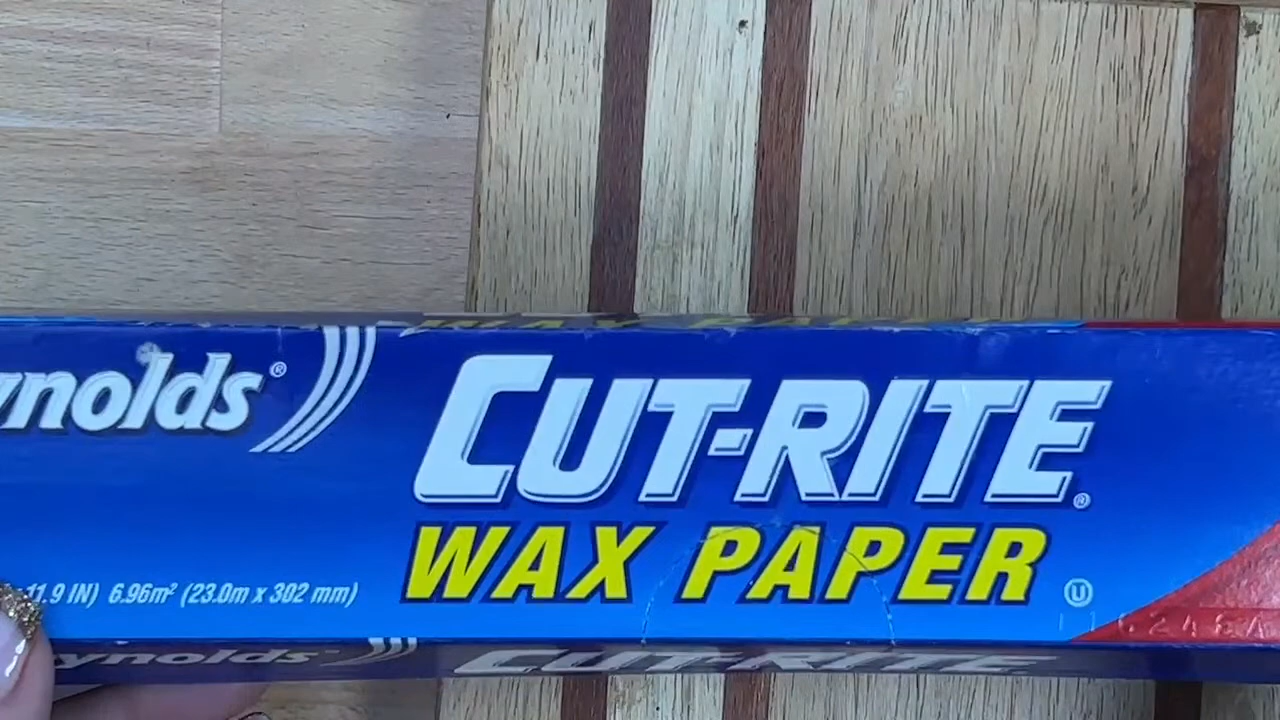 ynolds®
CUT-RITE®
WAX PAPER
11.9 IN) 6.96m² (23.0m x 302 mm)
U
ynolds
CUT-RITE